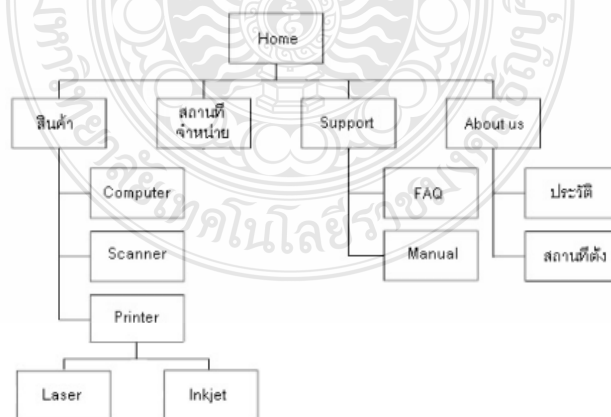 Home
สินค้า
สถานที่
จำหน่าย
Support
About us
Computer
FAQ
ประวัติ
Scanner
Manual
สถานที่ตั้ง
Printer
Laser
Inkjet